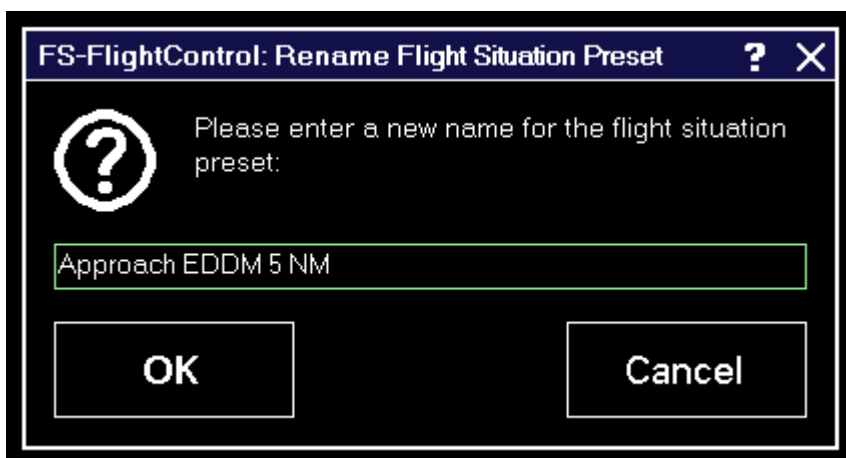 FS-FlightControl: Rename Flight Situation Preset ? X
?
Please enter a new name for the flight situation
preset:
Approach EDDM 5 NM
OK Cancel